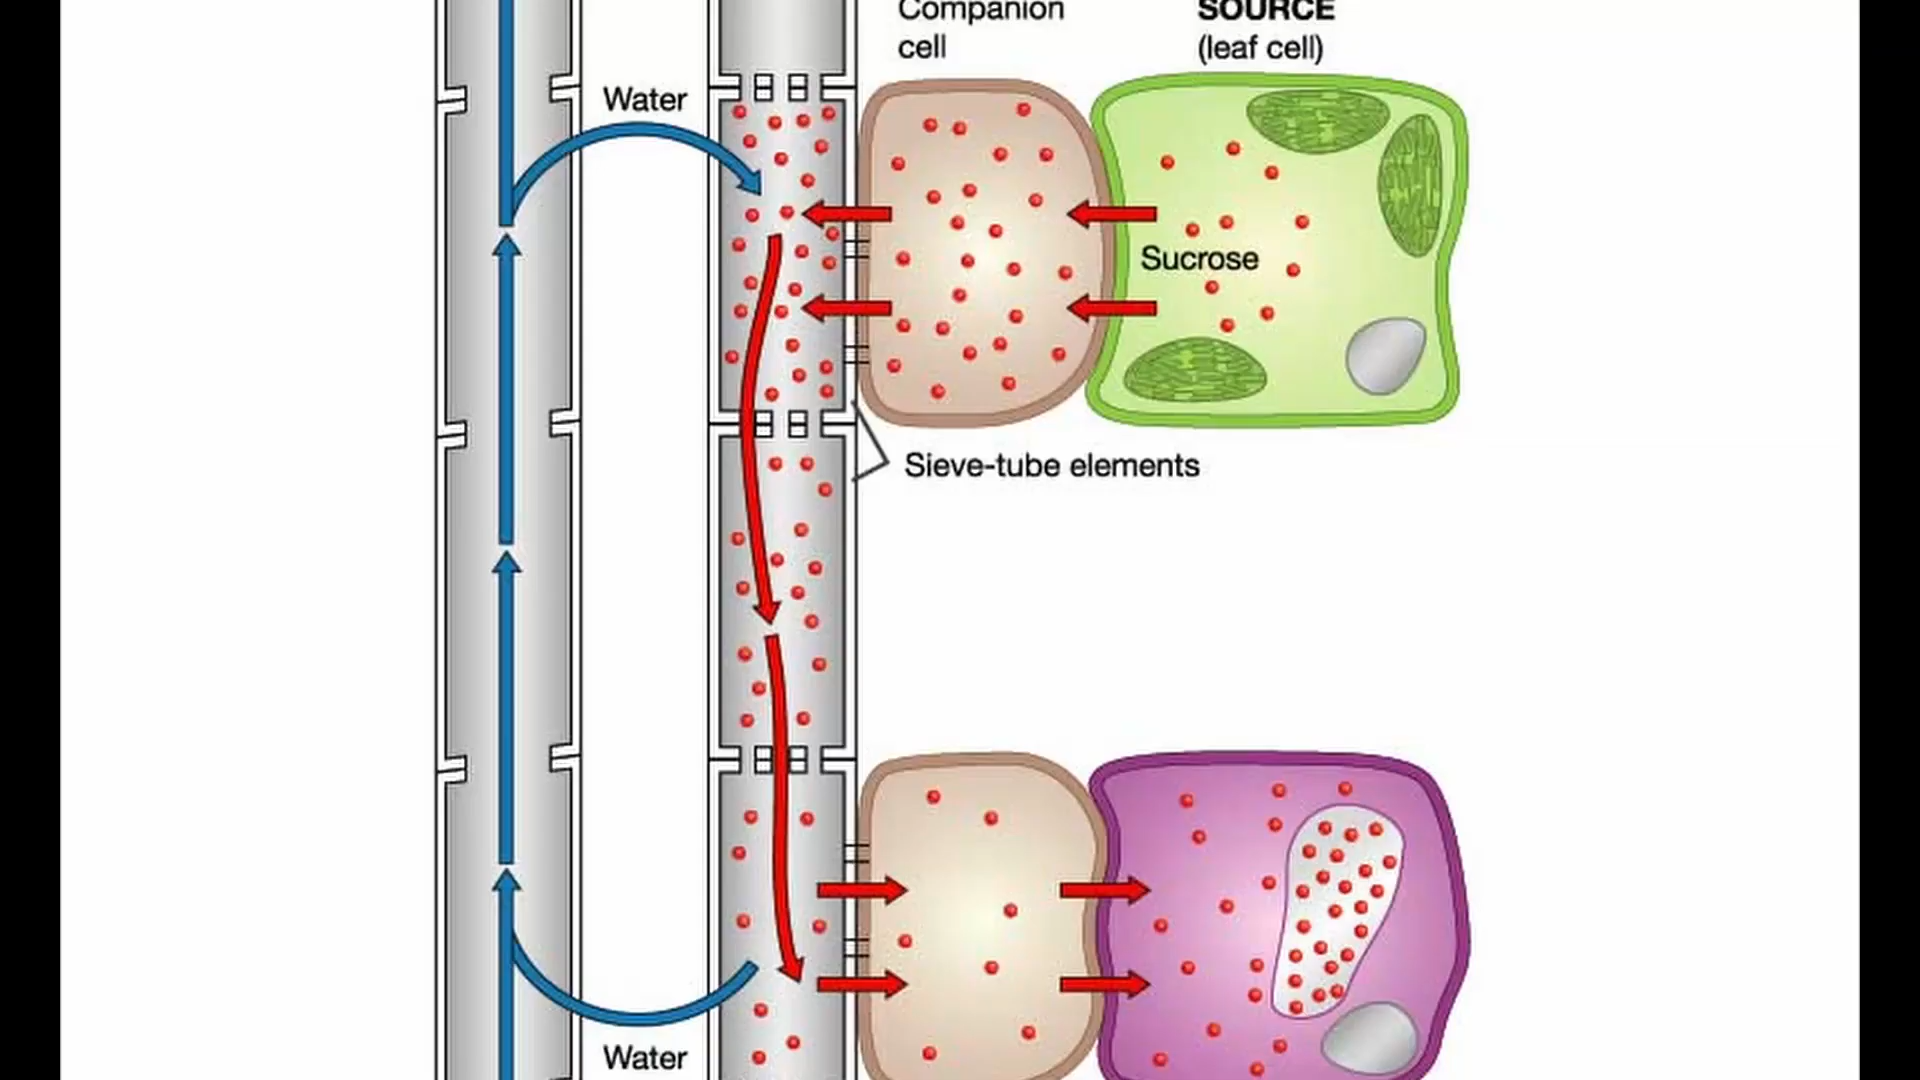 Companion
cell
SOURCE
(leaf cell)
Water
Sucrose
Sieve-tube elements
Water